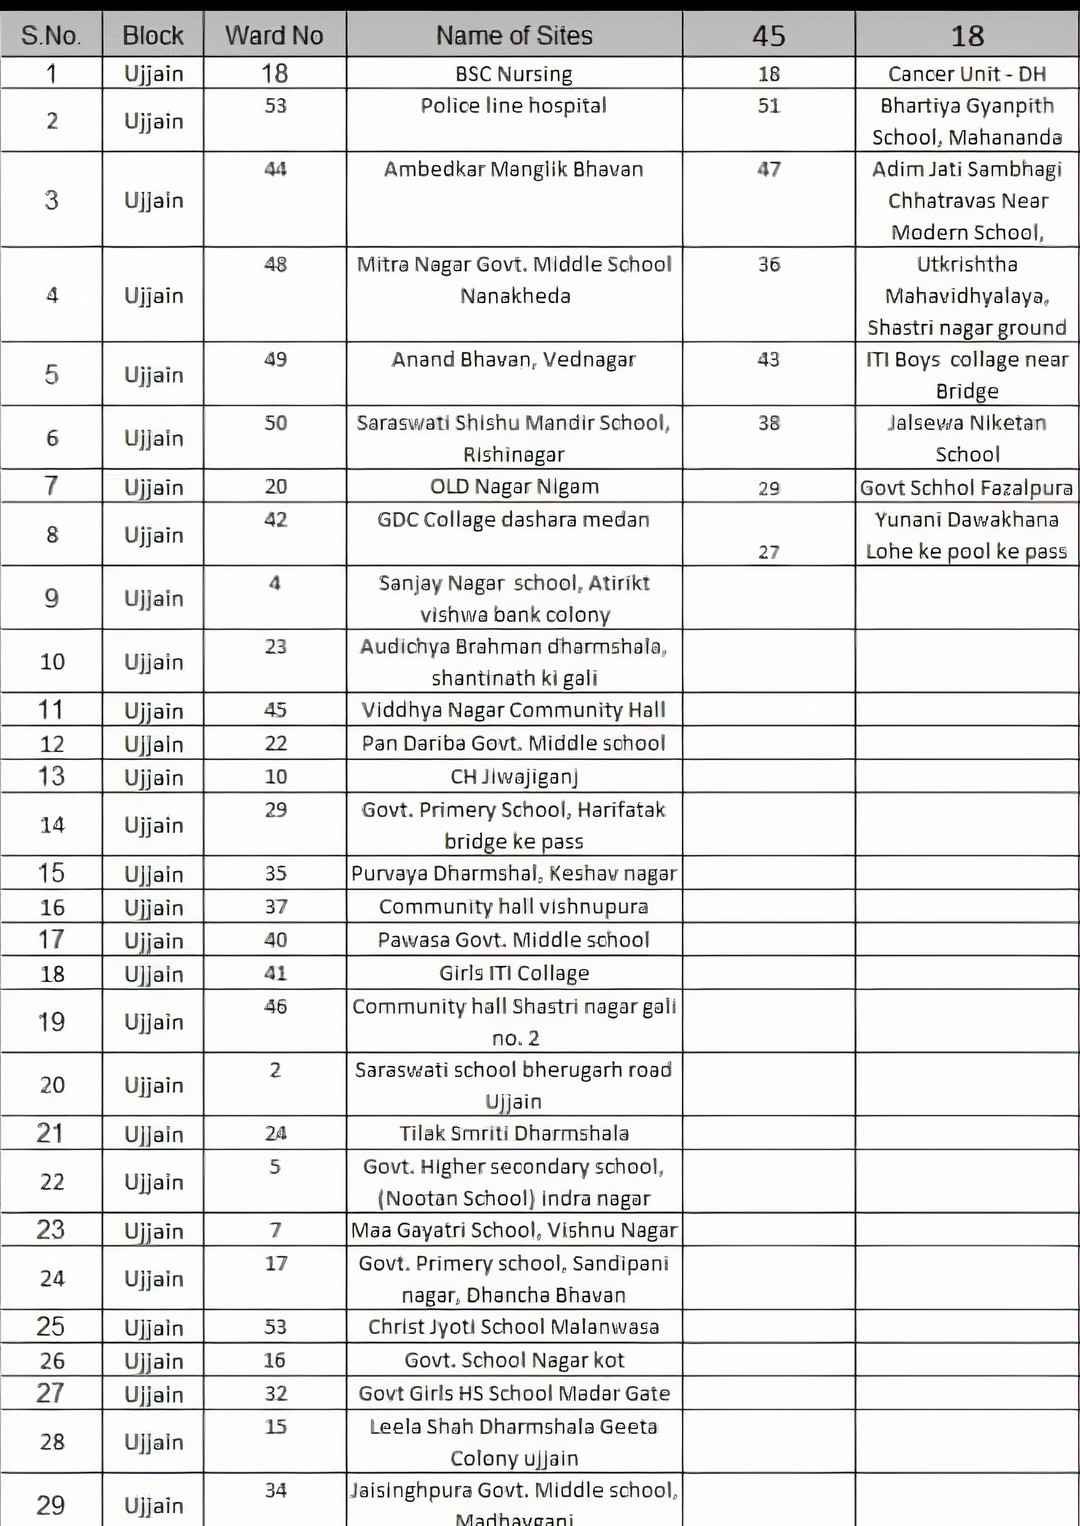 S.No. Block Ward No Name of Sites 45 18
1 Ujjain 18 BSC Nursing 18 Cancer Unit - DH
2 Ujjain 53 Police line hospital 51 Bhartiya Gyanpith
School, Mahananda
3 Ujjain 44 Ambedkar Manglik Bhavan 47 Adim Jati Sambhagi
Chhatravas Near
Modern School,
4 Ujjain 48 Mitra Nagar Govt. Middle School 36 Utkrishtha
Nanakheda Mahavidhyalaya,
Shastri nagar ground
5 Ujjain 49 Anand Bhavan, Vednagar 43 ITI Boys collage near
Bridge
6 Ujjain 50 Saraswati Shishu Mandir School, 38 Jalsewa Niketan
Rishinagar School
7 Ujjain 20 OLD Nagar Nigam 29 Govt Schhol Fazalpura
8 Ujjain 42 GDC Collage dashara medan Yunani Dawakhana
27 Lohe ke pool ke pass
9 Ujjain 4 Sanjay Nagar school, Atirikt
vishwa bank colony
10 Ujjain 23 Audichya Brahman dharmshala,
shantinath ki gali
11 Ujjain 45 Viddhya Nagar Community Hall
12 Ujjain 22 Pan Dariba Govt. Middle school
13 Ujjain 10 CH Jiwajiganj
14 Ujjain 29 Govt. Primery School, Harifatak
bridge ke pass
15 Ujjain 35 Purvaya Dharmshal, Keshav nagar
16 Ujjain 37 Community hall vishnupura
17 Ujjain 40 Pawasa Govt. Middle school
18 Ujjain 41 Girls ITI Collage
19 Ujjain 46 Community hall Shastri nagar gali
no. 2
20 Ujjain 2 Saraswati school bherugarh road
Ujjain
21 Ujjain 24 Tilak Smriti Dharmshala
22 Ujjain 5 Govt. Higher secondary school,
(Nootan School) indra nagar
23 Ujjain 7 Maa Gayatri School, Vishnu Nagar
24 Ujjain 17 Govt. Primery school, Sandipani
nagar, Dhancha Bhavan
25 Ujjain 53 Christ Jyoti School Malanwasa
26 Ujjain 16 Govt. School Nagar kot
27 Ujjain 32 Govt Girls HS School Madar Gate
28 Ujjain 15 Leela Shah Dharmshala Geeta
Colony ujjain
29 Ujjain 34 Jaisinghpura Govt. Middle school,
Madhavganj